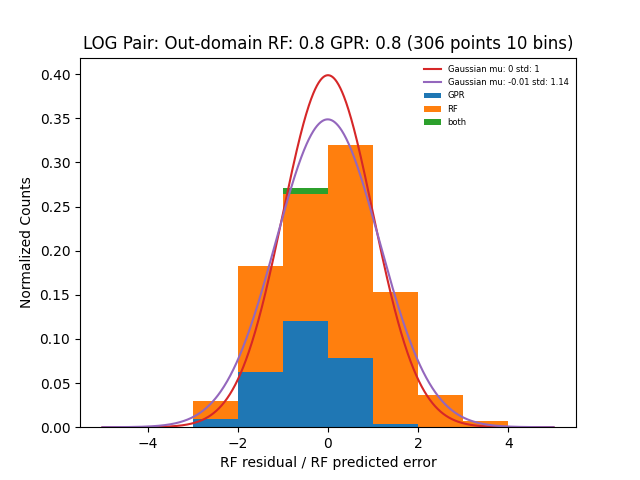 LOG Pair: Out-domain RF: 0.8 GPR: 0.8 (306 points 10 bins)
Gaussian mu: 0 std: 1
Gaussian mu: -0.01 std: 1.14
GPR
RF
both
Normalized Counts
0.40
0.35
0.30
0.25
0.20
0.15
0.10
0.05
0.00
−4 −2 0 2 4
RF residual / RF predicted error